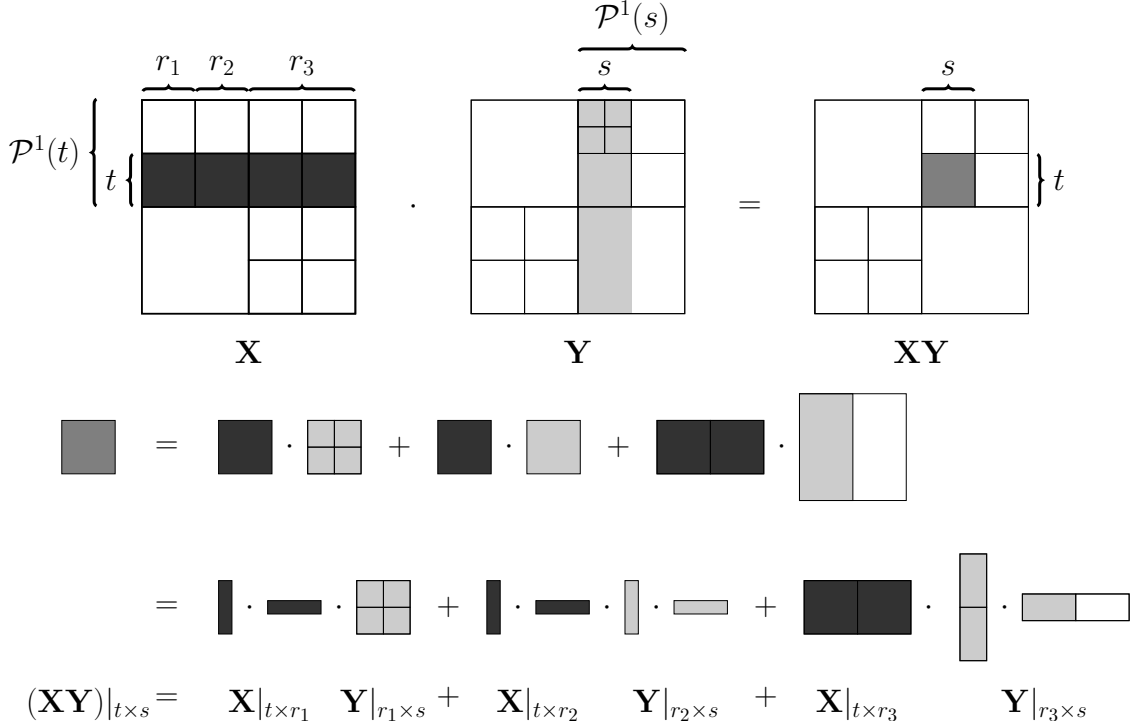 𝒫¹(s)
r₁ r₂ r₃ s s
𝒫¹(t)
t · = t
𝐗 𝐘 𝐗𝐘
= · + · + ·
= · · + · · · + · ·
(𝐗𝐘)|ₜ×ₛ = 𝐗|ₜ×ᵣ₁ 𝐘|ᵣ₁×ₛ + 𝐗|ₜ×ᵣ₂ 𝐘|ᵣ₂×ₛ + 𝐗|ₜ×ᵣ₃ 𝐘|ᵣ₃×ₛ